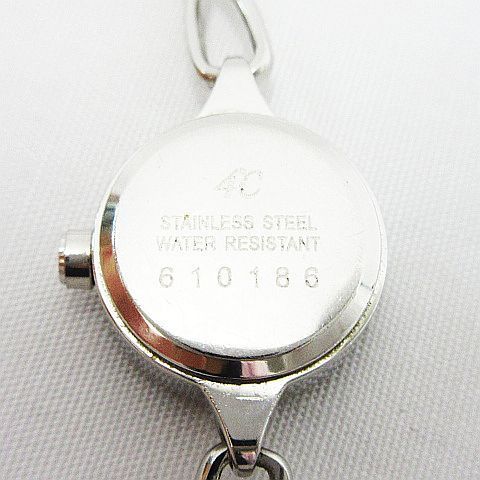 4°C
STAINLESS STEEL
WATER RESISTANT
610186